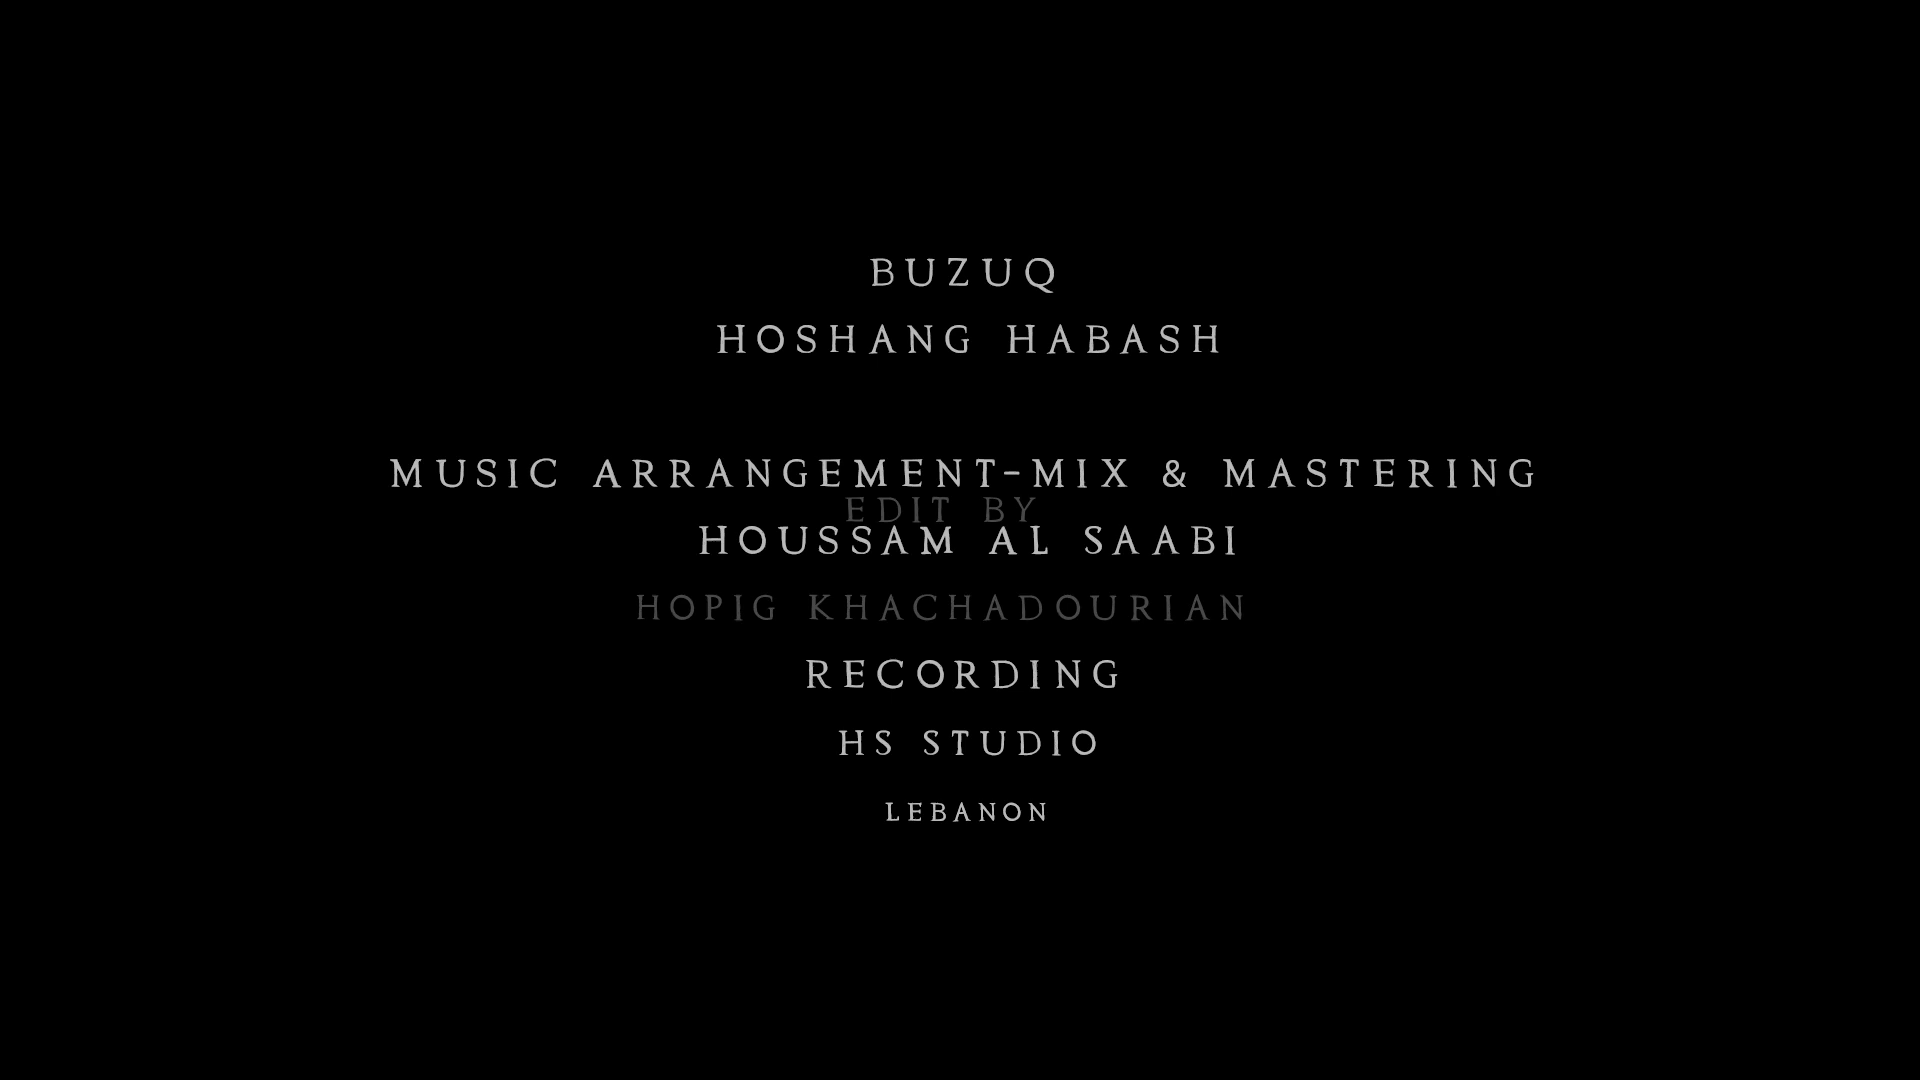 BUZUQ
HOSHANG HABASH
MUSIC ARRANGEMENT-MIX & MASTERING
EDIT BY
HOUSSAM AL SAABI
HOPIG KHACHADOURIAN
RECORDING
HS STUDIO
LEBANON